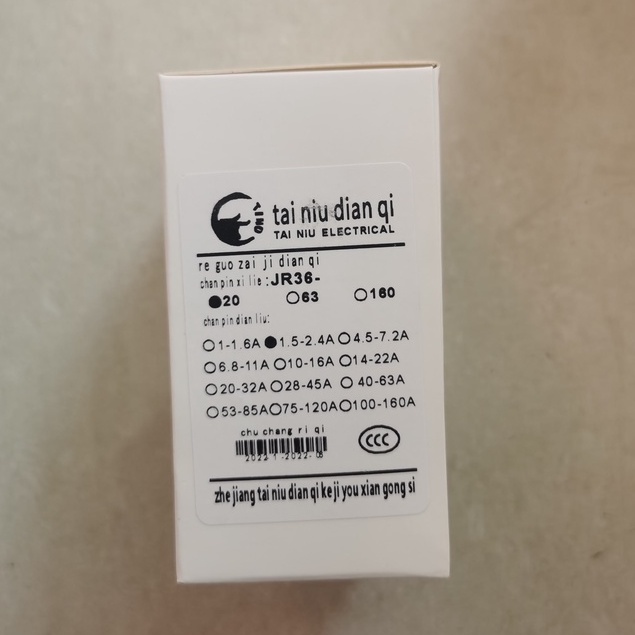 tai niu dian qi
TAI NIU ELECTRICAL
re guo zai ji dian qi
chan pin xi lie:JR36-
●20 ○63 ○160
chan pin dian liu:
○1-1.6A ●1.5-2.4A ○4.5-7.2A
○6.8-11A ○10-16A ○14-22A
○20-32A ○28-45A ○40-63A
○53-85A ○75-120A ○100-160A
chu chang ri qi
CCC
zhe jiang tai niu dian qi ke ji you xian gong si